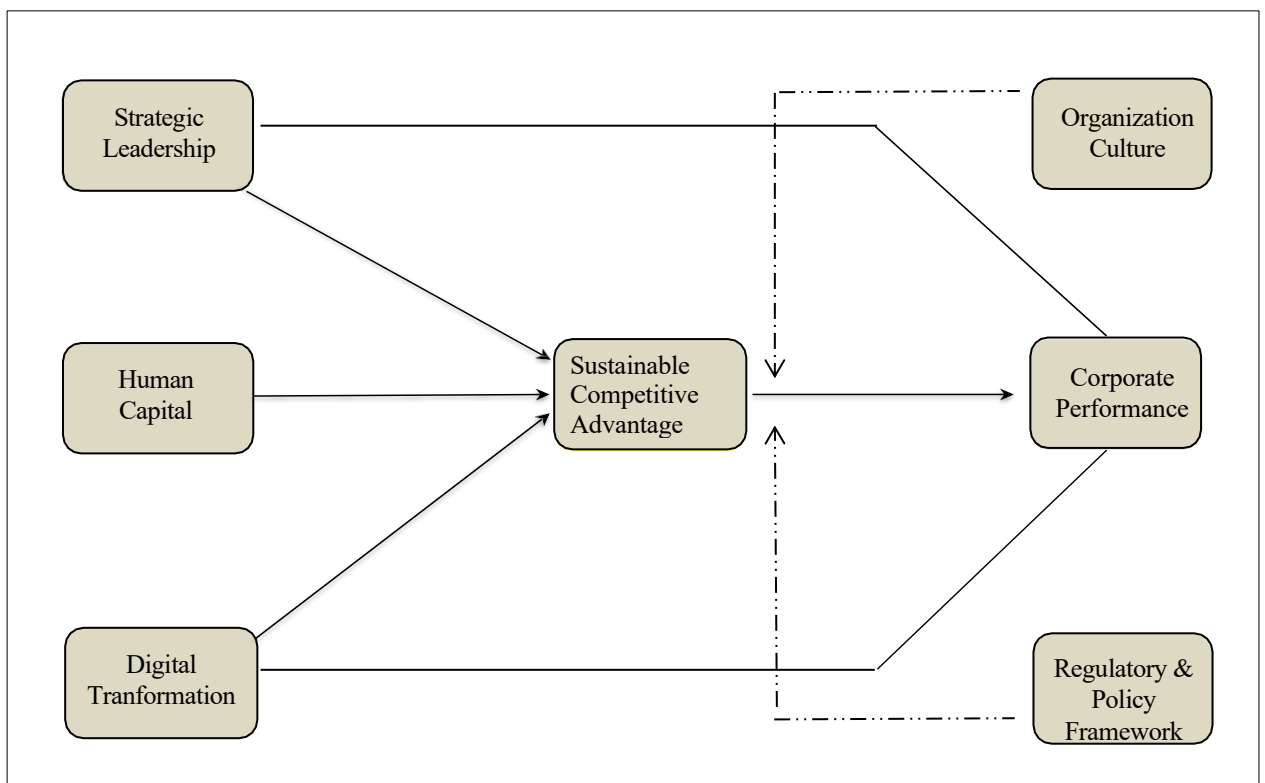 Strategic
Leadership
Organization
Culture
Human
Capital
Sustainable
Competitive
Advantage
Corporate
Performance
Digital
Tranformation
Regulatory &
Policy
Framework